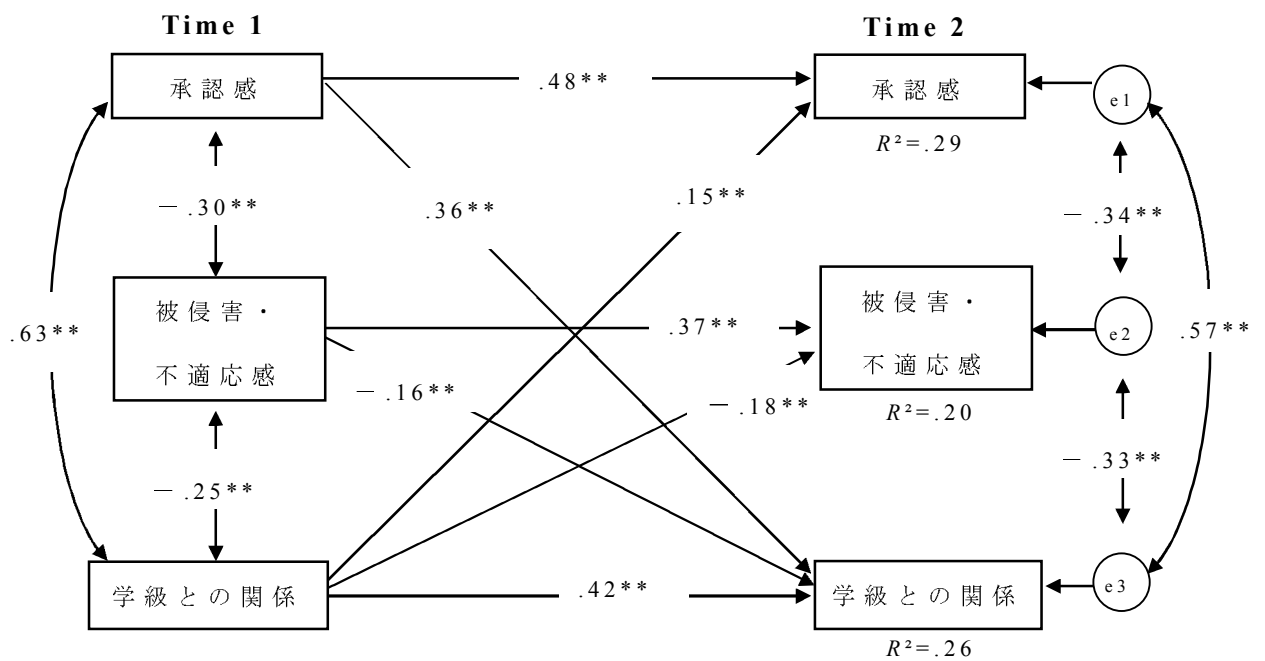 Time 1
Time 2
承認感
.48**
承認感
e1
R²=.29
－.30**
.36**
.15**
－.34**
被侵害・
不適応感
.63**
.37**
被侵害・
不適応感
e2
.57**
－.16**
－.18**
R²=.20
－.25**
－.33**
学級との関係
.42**
学級との関係
e3
R²=.26